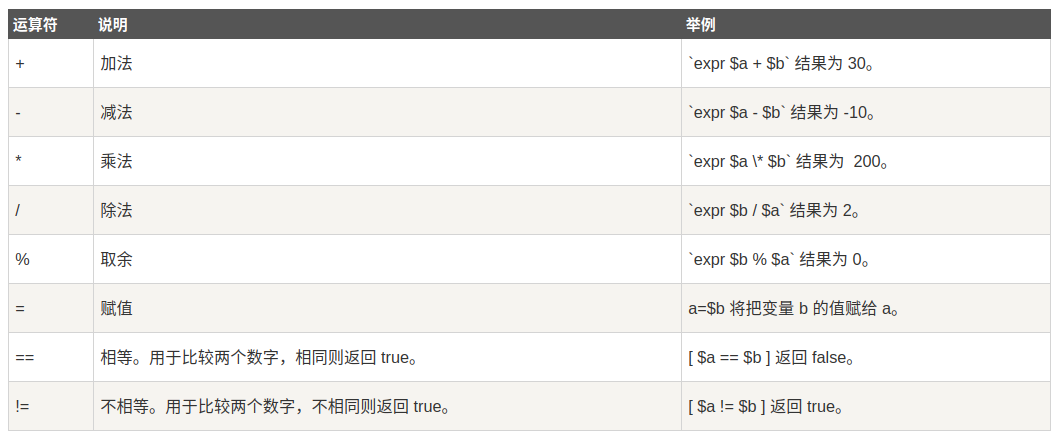 运算符 说明 举例
+ 加法 `expr $a + $b` 结果为 30。
- 减法 `expr $a - $b` 结果为 -10。
* 乘法 `expr $a \* $b` 结果为  200。
/ 除法 `expr $b / $a` 结果为 2。
% 取余 `expr $b % $a` 结果为 0。
= 赋值 a=$b 将把变量 b 的值赋给 a。
== 相等。用于比较两个数字，相同则返回 true。 [ $a == $b ] 返回 false。
!= 不相等。用于比较两个数字，不相同则返回 true。 [ $a != $b ] 返回 true。